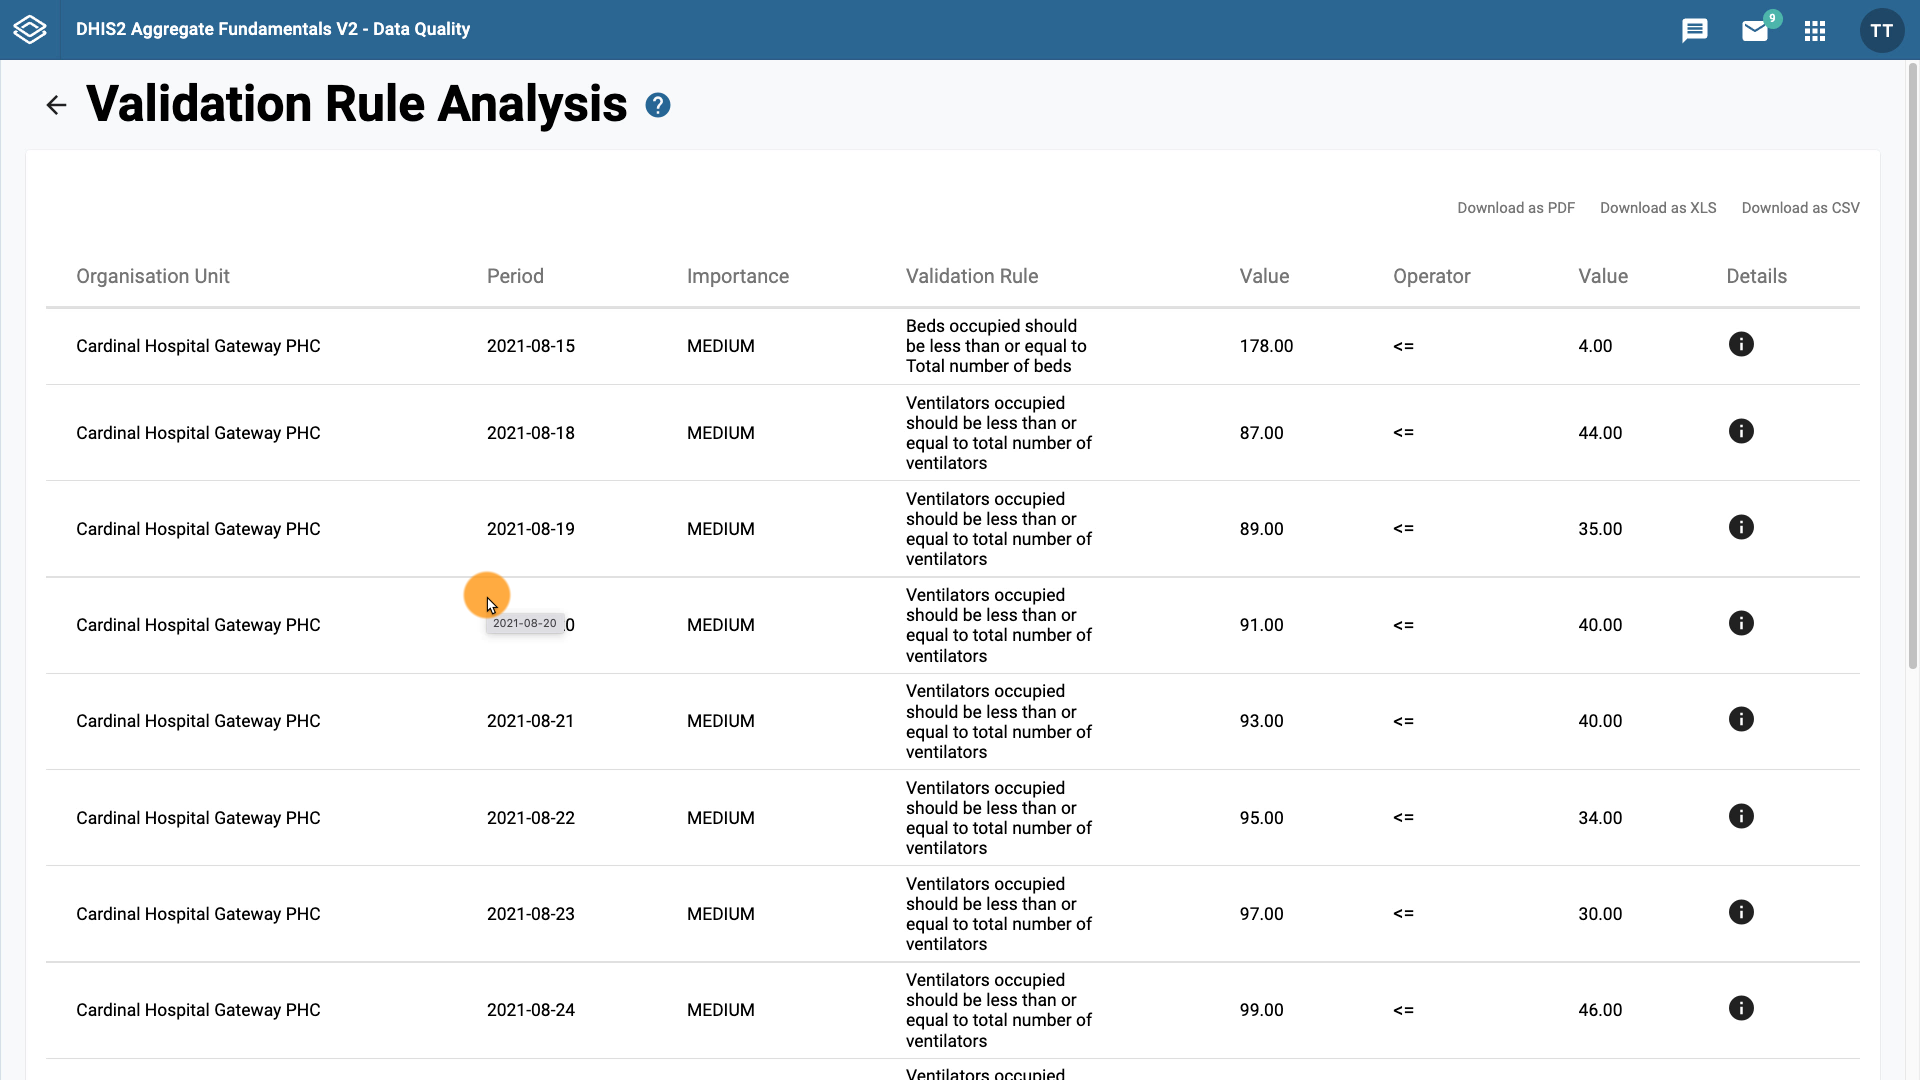 DHIS2 Aggregate Fundamentals V2 - Data Quality
9
TT
Validation Rule Analysis ?
Download as PDF Download as XLS Download as CSV
Organisation Unit Period Importance Validation Rule Value Operator Value Details
Beds occupied should
be less than or equal to
Total number of beds
Cardinal Hospital Gateway PHC 2021-08-15 MEDIUM 178.00 <= 4.00
Ventilators occupied
should be less than or
equal to total number of
ventilators
Cardinal Hospital Gateway PHC 2021-08-18 MEDIUM 87.00 <= 44.00
Ventilators occupied
should be less than or
equal to total number of
ventilators
Cardinal Hospital Gateway PHC 2021-08-19 MEDIUM 89.00 <= 35.00
Ventilators occupied
should be less than or
equal to total number of
ventilators
Cardinal Hospital Gateway PHC 2021-08-20 0 MEDIUM 91.00 <= 40.00
Ventilators occupied
should be less than or
equal to total number of
ventilators
Cardinal Hospital Gateway PHC 2021-08-21 MEDIUM 93.00 <= 40.00
Ventilators occupied
should be less than or
equal to total number of
ventilators
Cardinal Hospital Gateway PHC 2021-08-22 MEDIUM 95.00 <= 34.00
Ventilators occupied
should be less than or
equal to total number of
ventilators
Cardinal Hospital Gateway PHC 2021-08-23 MEDIUM 97.00 <= 30.00
Ventilators occupied
should be less than or
equal to total number of
ventilators
Cardinal Hospital Gateway PHC 2021-08-24 MEDIUM 99.00 <= 46.00
Ventilators occupied